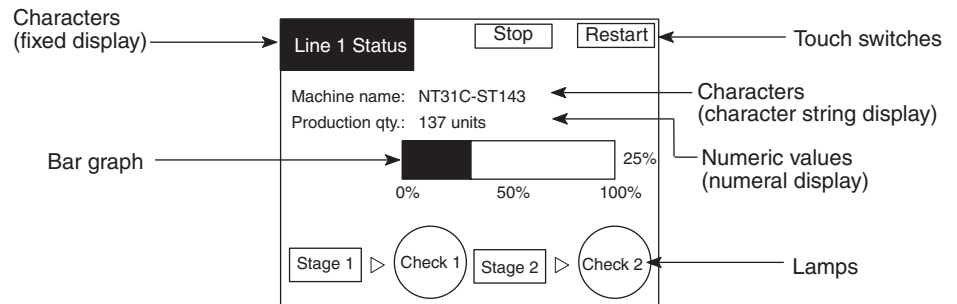 Characters
(fixed display)
Line 1 Status
Stop
Restart
Touch switches
Machine name: NT31C-ST143
Characters
(character string display)
Production qty.: 137 units
Bar graph
25%
Numeric values
(numeral display)
0% 50% 100%
Stage 1
Check 1
Stage 2
Check 2
Lamps